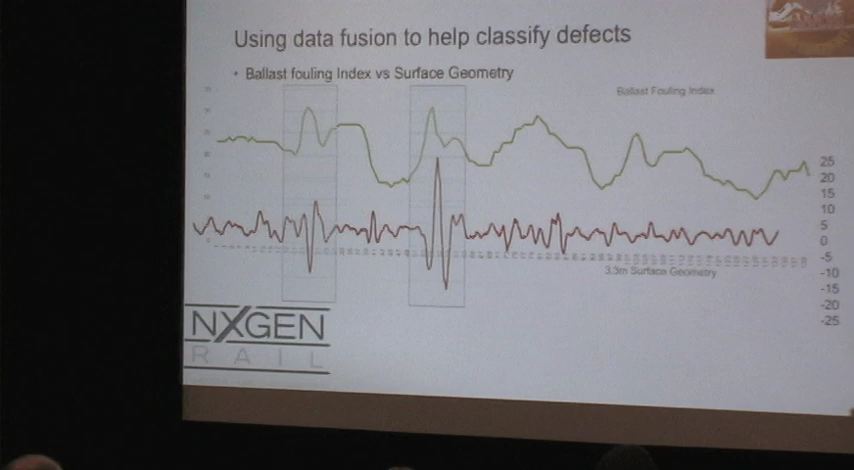 Using data fusion to help classify defects
• Ballast fouling Index vs Surface Geometry
Ballast Fouling Index
25
20
15
10
5
0
-5
-10
-15
-20
-25
3.3m Surface Geometry
NXGEN
RAIL